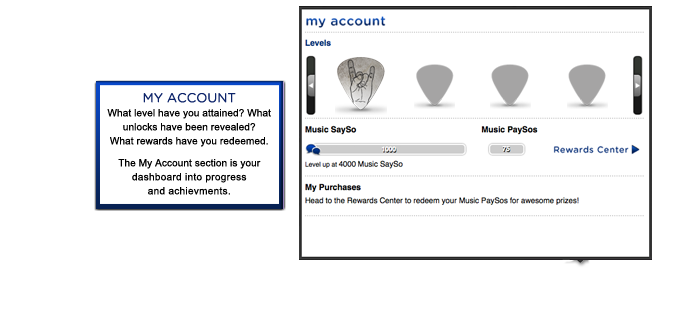 MY ACCOUNT
What level have you attained? What
unlocks have been revealed?
What rewards have you redeemed.
The My Account section is your
dashboard into progress
and achievments.
my account
Levels
Music SaySo
Music PaySos
1000
75
Rewards Center
Level up at 4000 Music SaySo
My Purchases
Head to the Rewards Center to redeem your Music PaySos for awesome prizes!